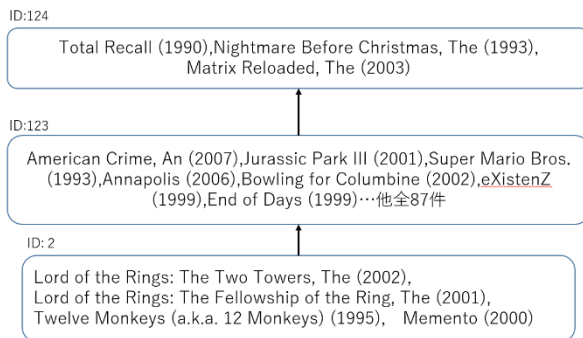 ID:124
Total Recall (1990),Nightmare Before Christmas, The (1993),
Matrix Reloaded, The (2003)
ID:123
American Crime, An (2007),Jurassic Park III (2001),Super Mario Bros.
(1993),Annapolis (2006),Bowling for Columbine (2002),eXistenZ
(1999),End of Days (1999)…他全87件
ID: 2
Lord of the Rings: The Two Towers, The (2002),
Lord of the Rings: The Fellowship of the Ring, The (2001),
Twelve Monkeys (a.k.a. 12 Monkeys) (1995),　Memento (2000)